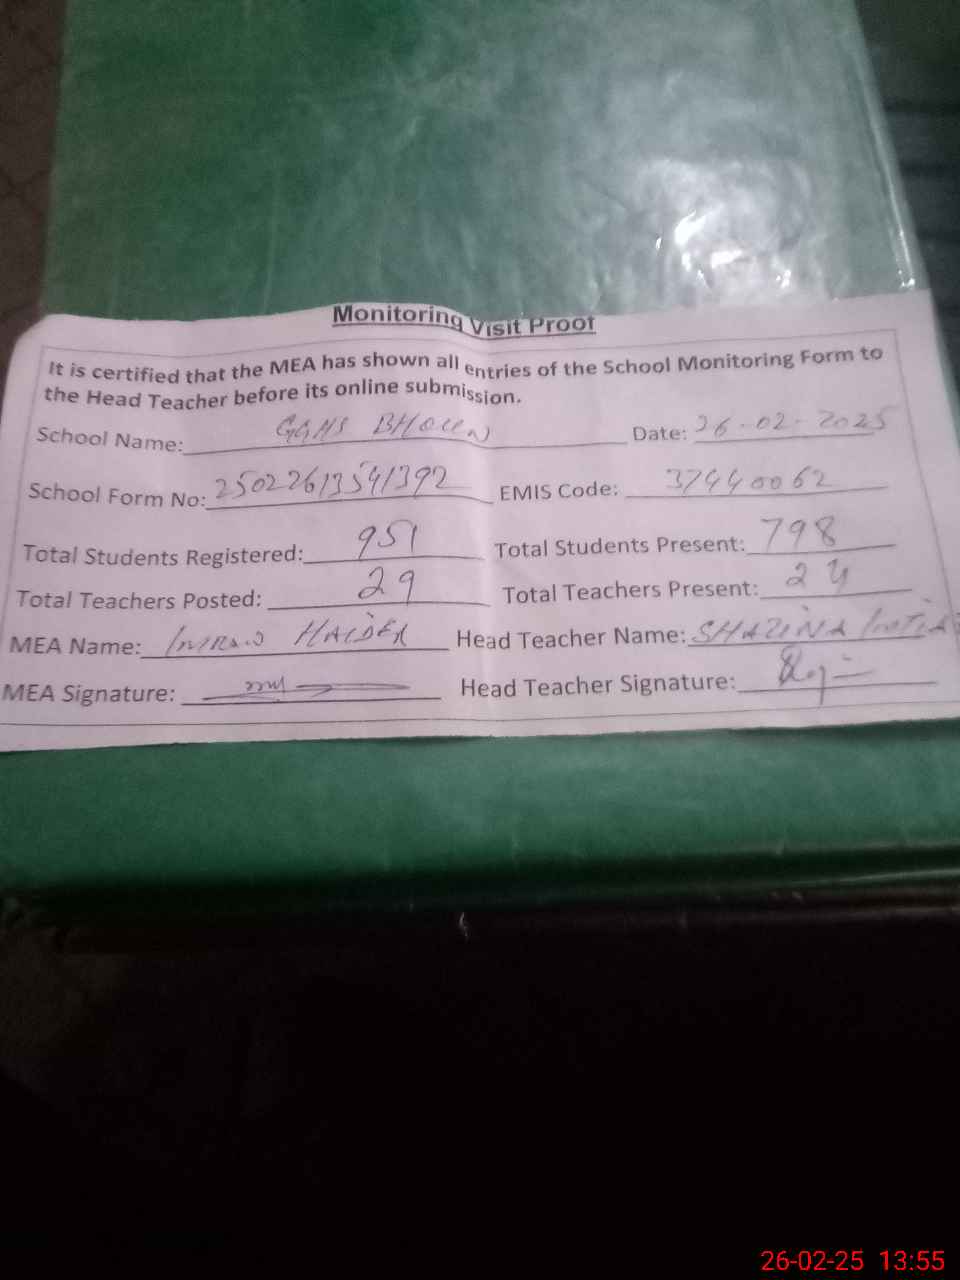 Monitoring Visit Proof
It is certified that the MEA has shown all entries of the School Monitoring Form to
the Head Teacher before its online submission.
School Name: GGHS BHOUN Date: 26-02-2025
School Form No: 25022613541392 EMIS Code: 37440062
Total Students Registered: 951 Total Students Present: 798
Total Teachers Posted: 29 Total Teachers Present: 24
MEA Name: IMRAN HAIDER Head Teacher Name: SHAZINA
MEA Signature: Head Teacher Signature:
26-02-25 13:55